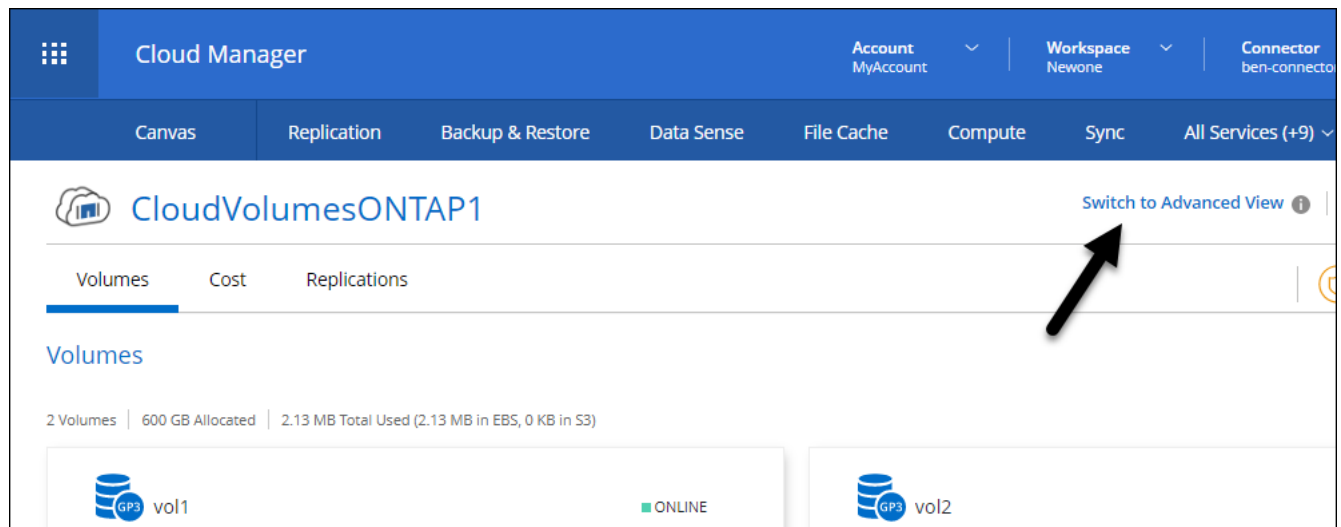 Cloud Manager
Account
MyAccount
Workspace
Newone
Connector
ben-connector
Canvas
Replication
Backup & Restore
Data Sense
File Cache
Compute
Sync
All Services (+9)
CloudVolumesONTAP1
Switch to Advanced View
Volumes
Cost
Replications
Volumes
2 Volumes | 600 GB Allocated | 2.13 MB Total Used (2.13 MB in EBS, 0 KB in S3)
GP3
vol1
ONLINE
GP3
vol2